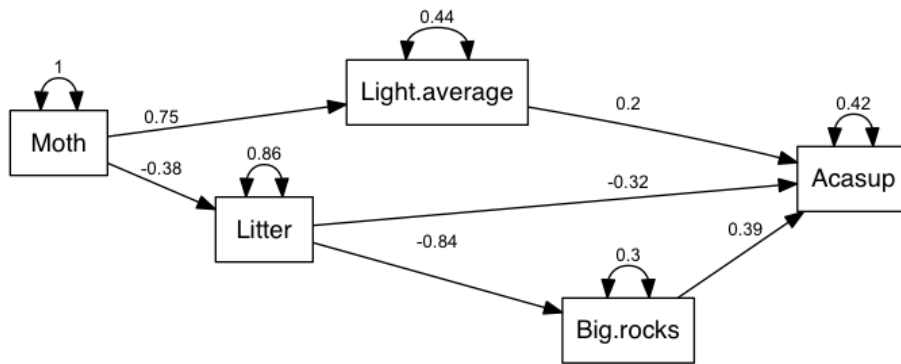 0.44
1
Light.average
0.42
0.75
0.2
Moth
0.86
-0.38
-0.32
Acasup
Litter
-0.84
0.3
0.39
Big.rocks